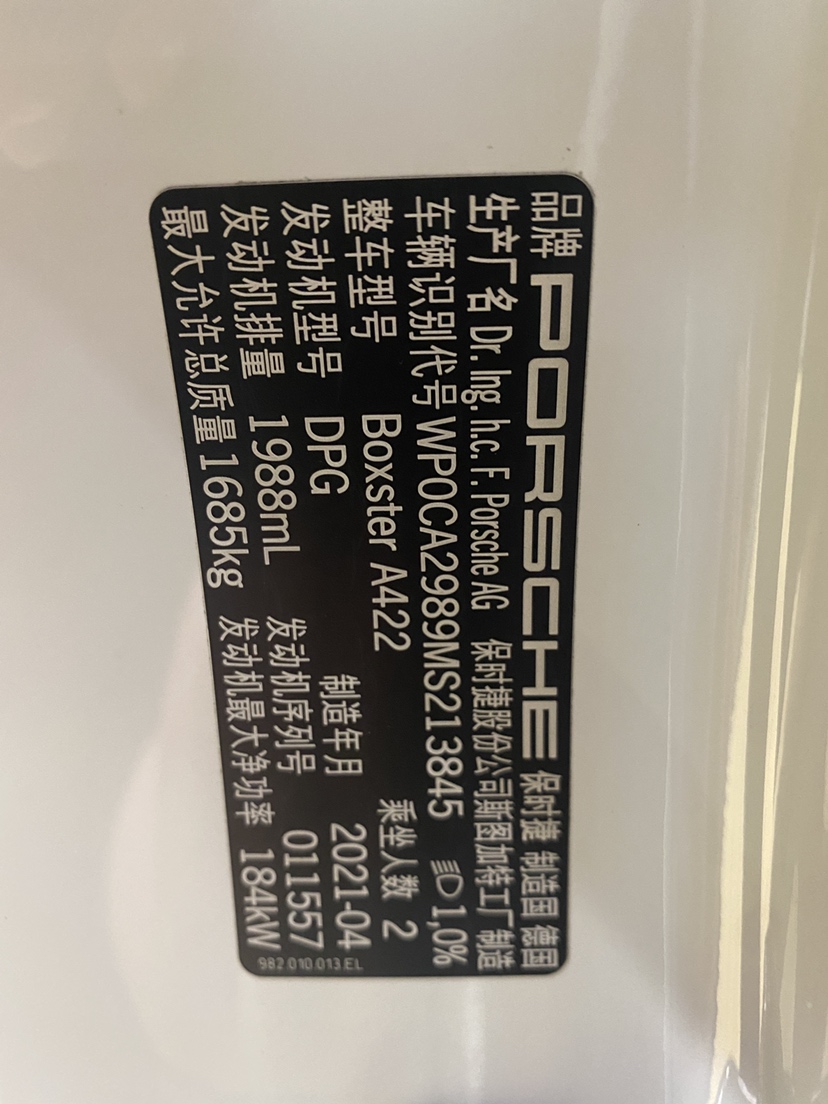 品牌 PORSCHE 保时捷 制造国 德国
生产厂名 Dr. Ing. h.c. F. Porsche AG 保时捷股份公司斯图加特工厂制造
车辆识别代号 WP0CA2989MS213845 1,0%
整车型号 Boxster A422 乘坐人数 2
发动机型号 DPG 制造年月 2021-04
发动机排量 1988mL 发动机序列号 011557
最大允许总质量 1685kg 发动机最大净功率 184kW
982.010.013.EL